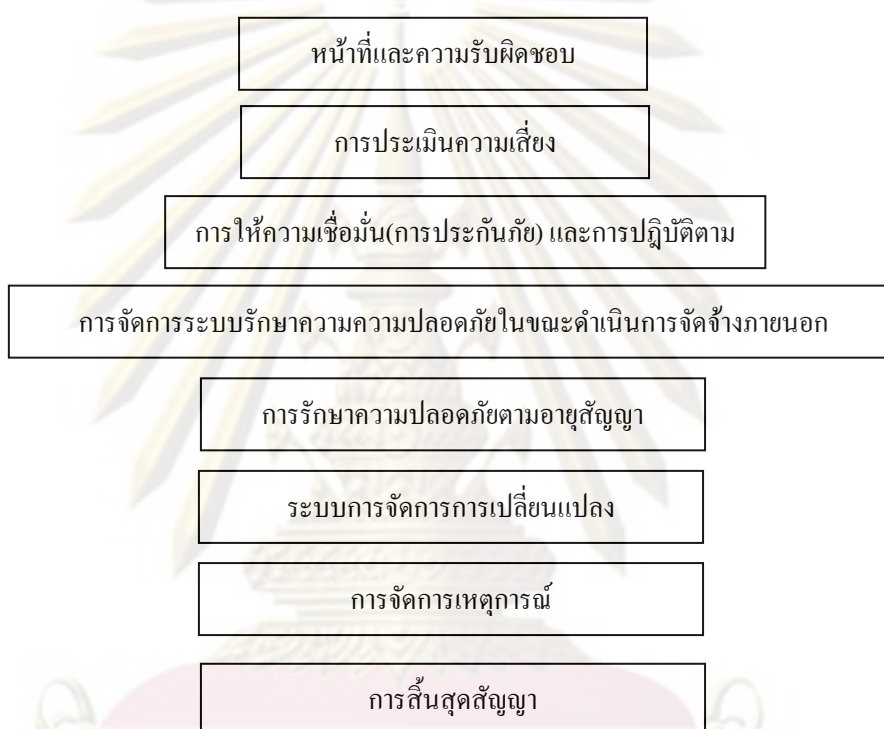 หน้าที่และความรับผิดชอบ
การประเมินความเสี่ยง
การให้ความเชื่อมั่น(การประกันภัย) และการปฎิบัติตาม
การจัดการระบบรักษาความความปลอดภัยในขณะดำเนินการจัดจ้างภายนอก
การรักษาความปลอดภัยตามอายุสัญญา
ระบบการจัดการการเปลี่ยนแปลง
การจัดการเหตุการณ์
การสิ้นสุดสัญญา